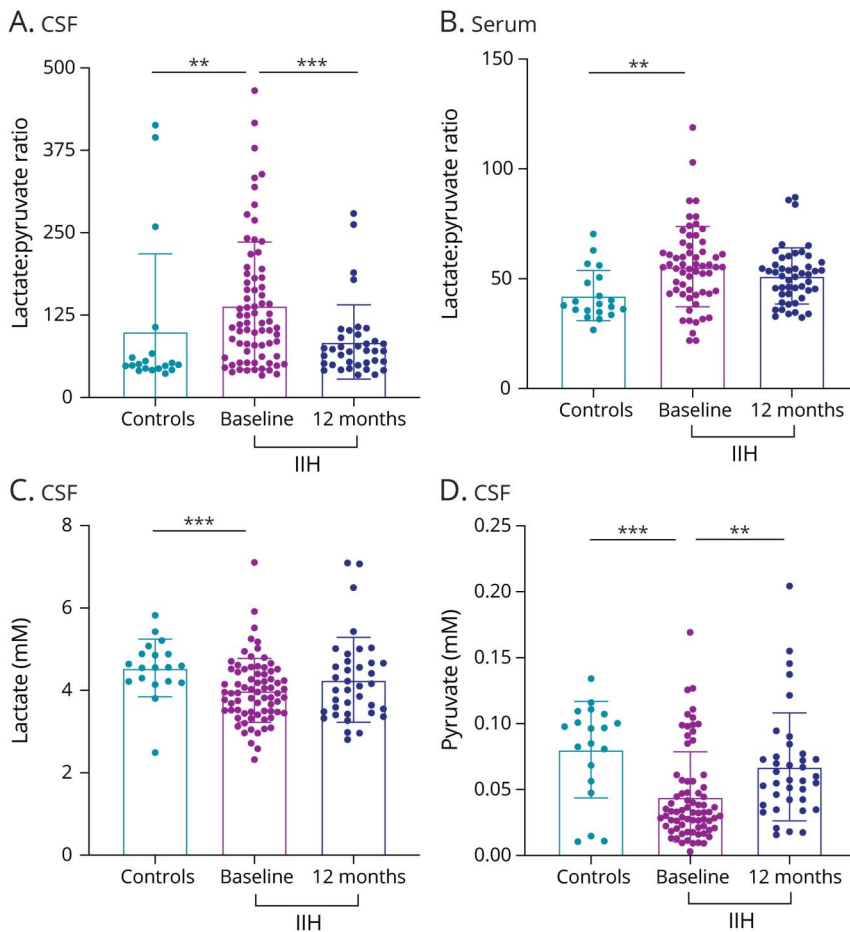 A. CSF
Lactate:pyruvate ratio
500
375
250
125
0
** ***
Controls Baseline 12 months
IIH
B. Serum
Lactate:pyruvate ratio
150
100
50
0
**
Controls Baseline 12 months
IIH
C. CSF
Lactate (mM)
8
6
4
2
0
***
Controls Baseline 12 months
IIH
D. CSF
Pyruvate (mM)
0.25
0.20
0.15
0.10
0.05
0.00
*** **
Controls Baseline 12 months
IIH